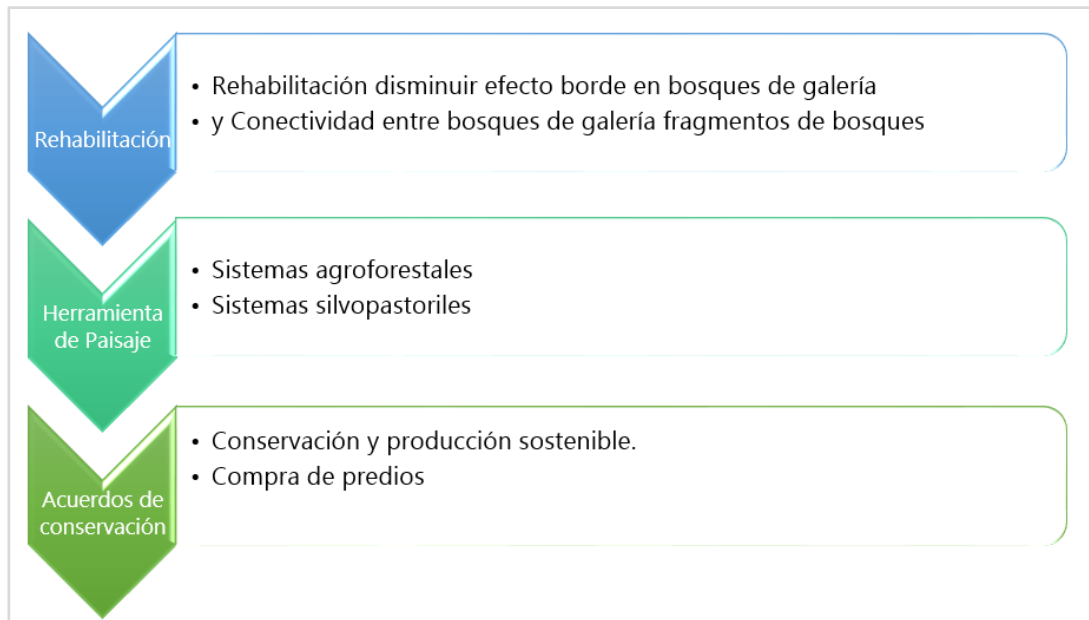 Rehabilitación
• Rehabilitación disminuir efecto borde en bosques de galería
• y Conectividad entre bosques de galería fragmentos de bosques
Herramienta
de Paisaje
• Sistemas agroforestales
• Sistemas silvopastoriles
Acuerdos de
conservación
• Conservación y producción sostenible.
• Compra de predios